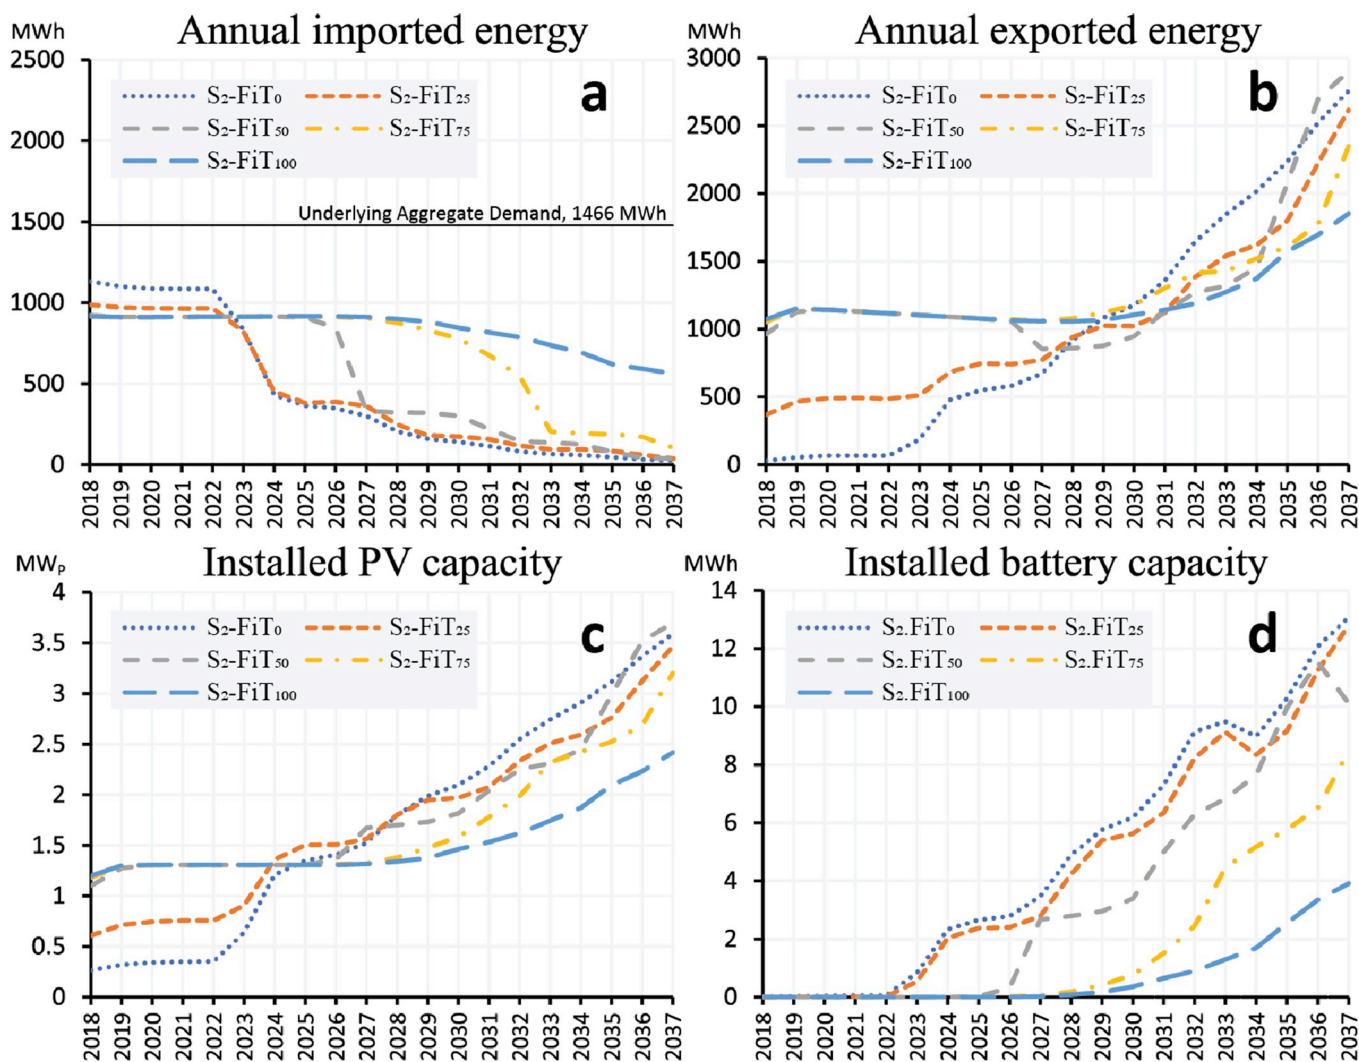 MWh Annual imported energy
2500
2000
1500
1000
500
0
S₂-FiT₀ S₂-FiT₂₅
S₂-FiT₅₀ S₂-FiT₇₅
S₂-FiT₁₀₀
a
Underlying Aggregate Demand, 1466 MWh
2018 2019 2020 2021 2022 2023 2024 2025 2026 2027 2028 2029 2030 2031 2032 2033 2034 2035 2036 2037
MWh Annual exported energy
3000
2500
2000
1500
1000
500
0
S₂-FiT₀ S₂-FiT₂₅
S₂-FiT₅₀ S₂-FiT₇₅
S₂-FiT₁₀₀
b
2018 2019 2020 2021 2022 2023 2024 2025 2026 2027 2028 2029 2030 2031 2032 2033 2034 2035 2036 2037
MWₚ Installed PV capacity
4
3.5
3
2.5
2
1.5
1
0.5
0
S₂-FiT₀ S₂-FiT₂₅
S₂-FiT₅₀ S₂-FiT₇₅
S₂-FiT₁₀₀
c
2018 2019 2020 2021 2022 2023 2024 2025 2026 2027 2028 2029 2030 2031 2032 2033 2034 2035 2036 2037
MWh Installed battery capacity
14
12
10
8
6
4
2
0
S₂.FiT₀ S₂.FiT₂₅
S₂.FiT₅₀ S₂.FiT₇₅
S₂.FiT₁₀₀
d
2018 2019 2020 2021 2022 2023 2024 2025 2026 2027 2028 2029 2030 2031 2032 2033 2034 2035 2036 2037